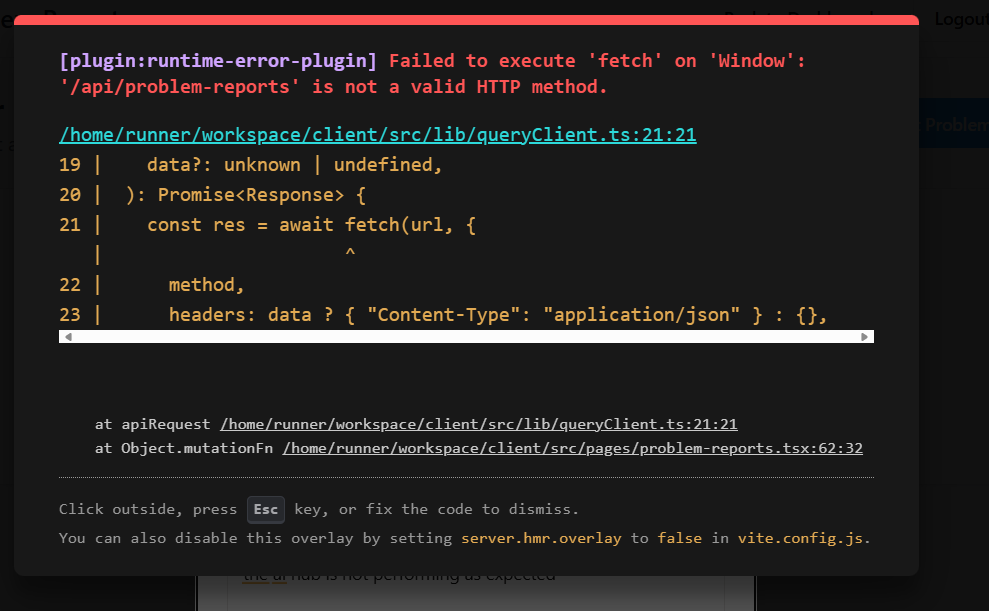 Logout
[plugin:runtime-error-plugin] Failed to execute 'fetch' on 'Window':
'/api/problem-reports' is not a valid HTTP method.
/home/runner/workspace/client/src/lib/queryClient.ts:21:21
19 |    data?: unknown | undefined,
20 |  ): Promise<Response> {
21 |    const res = await fetch(url, {
   |                      ^
22 |      method,
23 |      headers: data ? { "Content-Type": "application/json" } : {},
Problem
at apiRequest /home/runner/workspace/client/src/lib/queryClient.ts:21:21
at Object.mutationFn /home/runner/workspace/client/src/pages/problem-reports.tsx:62:32
Click outside, press Esc key, or fix the code to dismiss.
You can also disable this overlay by setting server.hmr.overlay to false in vite.config.js.
the ai hub is not performing as expected